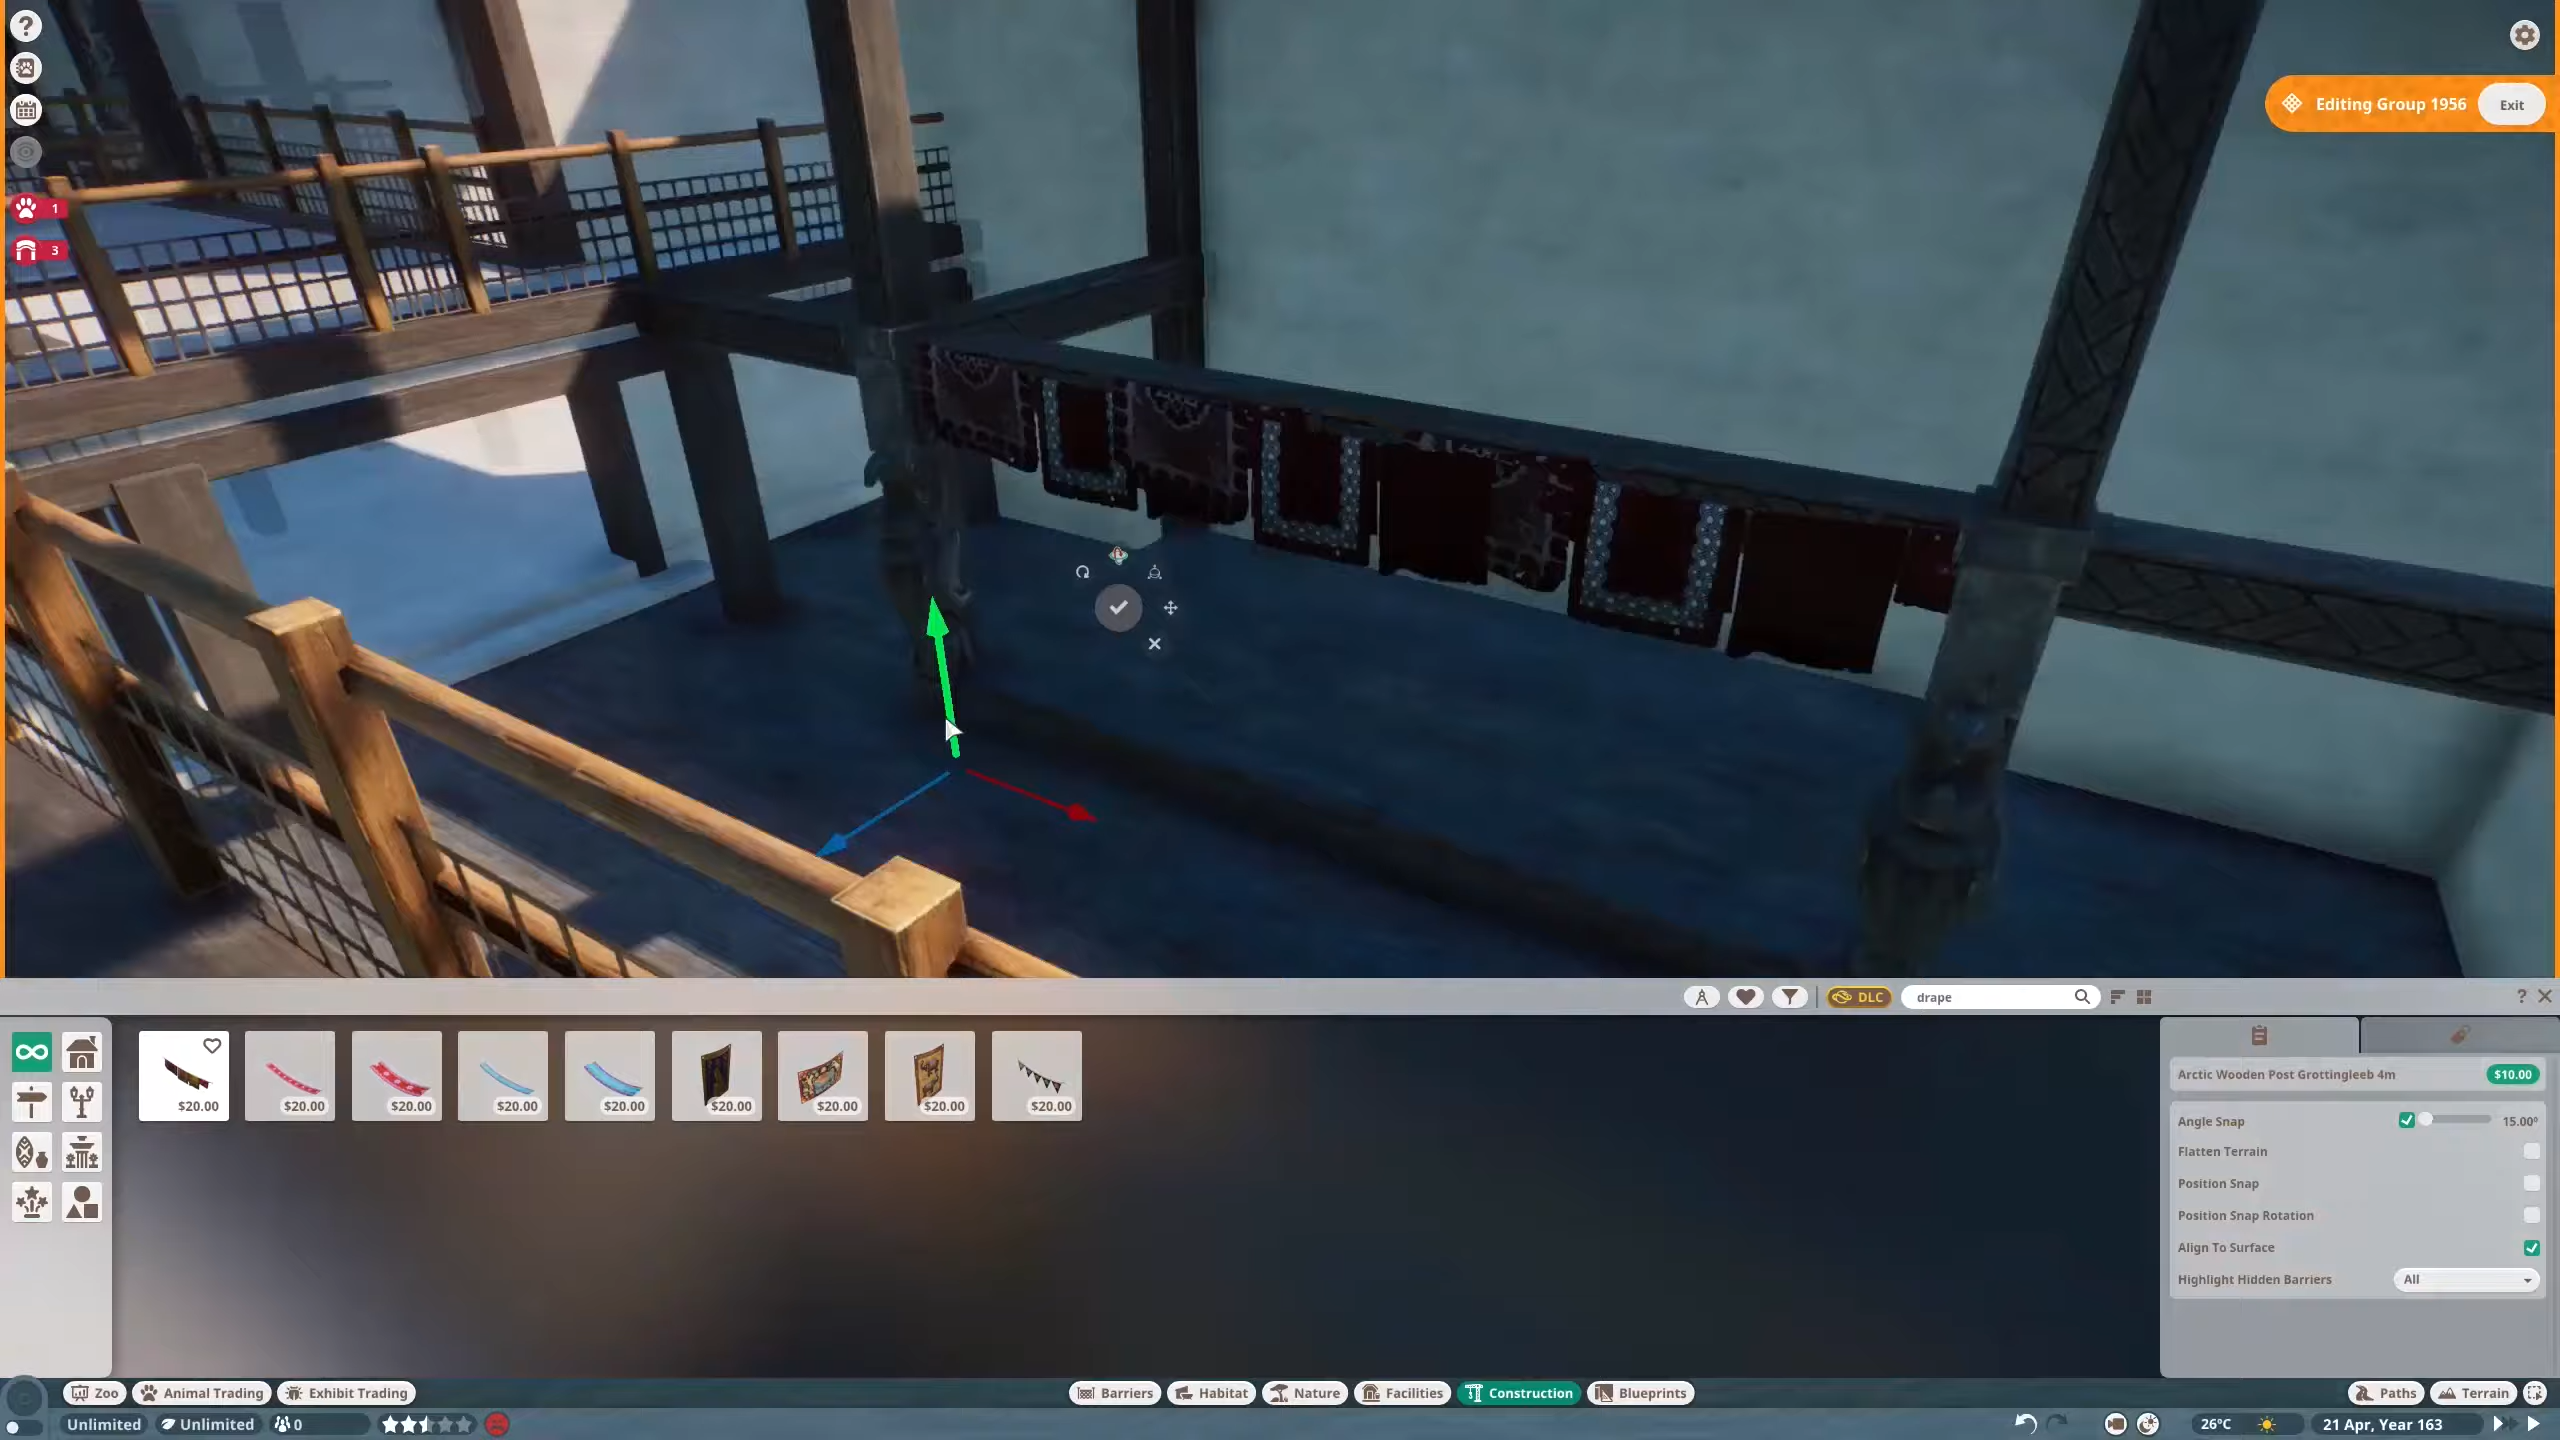 ?
Editing Group 1956
Exit
1
3
DLC
drape
?
$20.00
$20.00
$20.00
$20.00
$20.00
$20.00
$20.00
$20.00
$20.00
Arctic Wooden Post Grottingleeb 4m
$10.00
Angle Snap
15.00°
Flatten Terrain
Position Snap
Position Snap Rotation
Align To Surface
Highlight Hidden Barriers
All
Zoo
Animal Trading
Exhibit Trading
Barriers
Habitat
Nature
Facilities
Construction
Blueprints
Paths
Terrain
Unlimited
Unlimited
0
26°C
21 Apr, Year 163